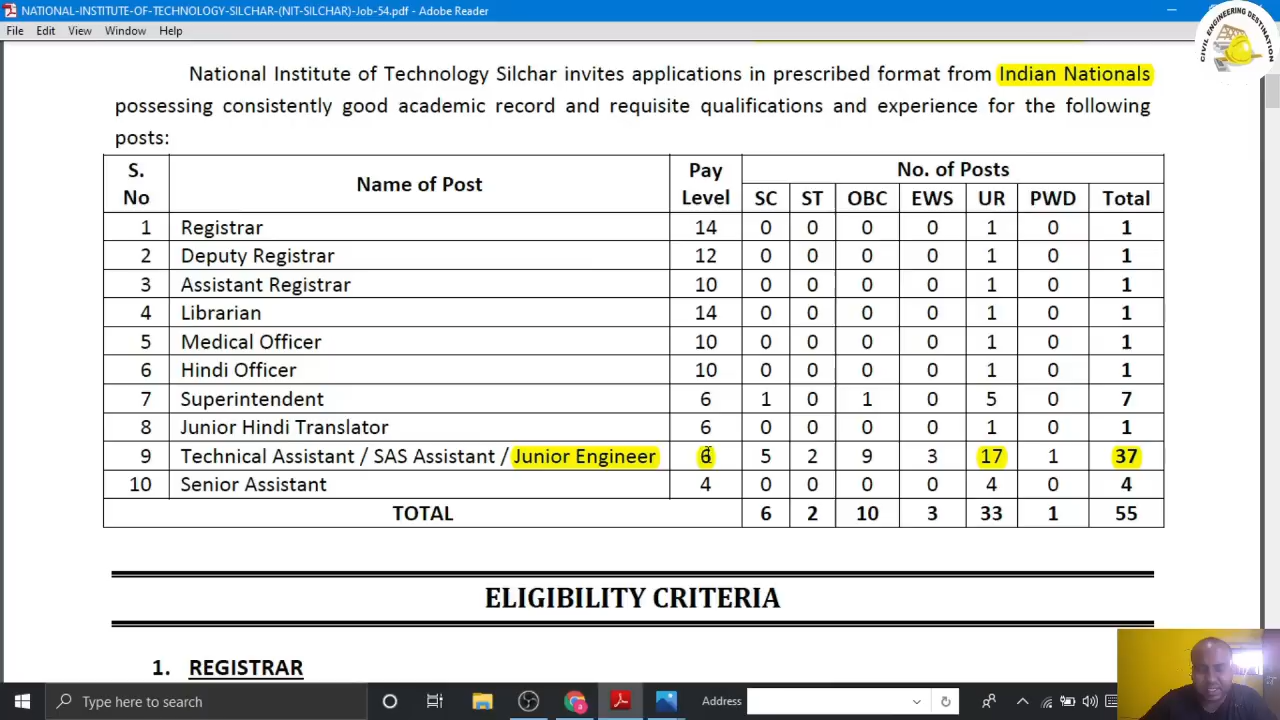 NATIONAL-INSTITUTE-OF-TECHNOLOGY-SILCHAR-(NIT-SILCHAR)-Job-54.pdf - Adobe Reader
File Edit View Window Help
CIVIL ENGINEERING DESTINATION
National Institute of Technology Silchar invites applications in prescribed format from Indian Nationals
possessing consistently good academic record and requisite qualifications and experience for the following
posts:
S. No Name of Post Pay Level No. of Posts
SC ST OBC EWS UR PWD Total
1 Registrar 14 0 0 0 0 1 0 1
2 Deputy Registrar 12 0 0 0 0 1 0 1
3 Assistant Registrar 10 0 0 0 0 1 0 1
4 Librarian 14 0 0 0 0 1 0 1
5 Medical Officer 10 0 0 0 0 1 0 1
6 Hindi Officer 10 0 0 0 0 1 0 1
7 Superintendent 6 1 0 1 0 5 0 7
8 Junior Hindi Translator 6 0 0 0 0 1 0 1
9 Technical Assistant / SAS Assistant / Junior Engineer 6 5 2 9 3 17 1 37
10 Senior Assistant 4 0 0 0 0 4 0 4
TOTAL 6 2 10 3 33 1 55
ELIGIBILITY CRITERIA
1. REGISTRAR
Type here to search Address